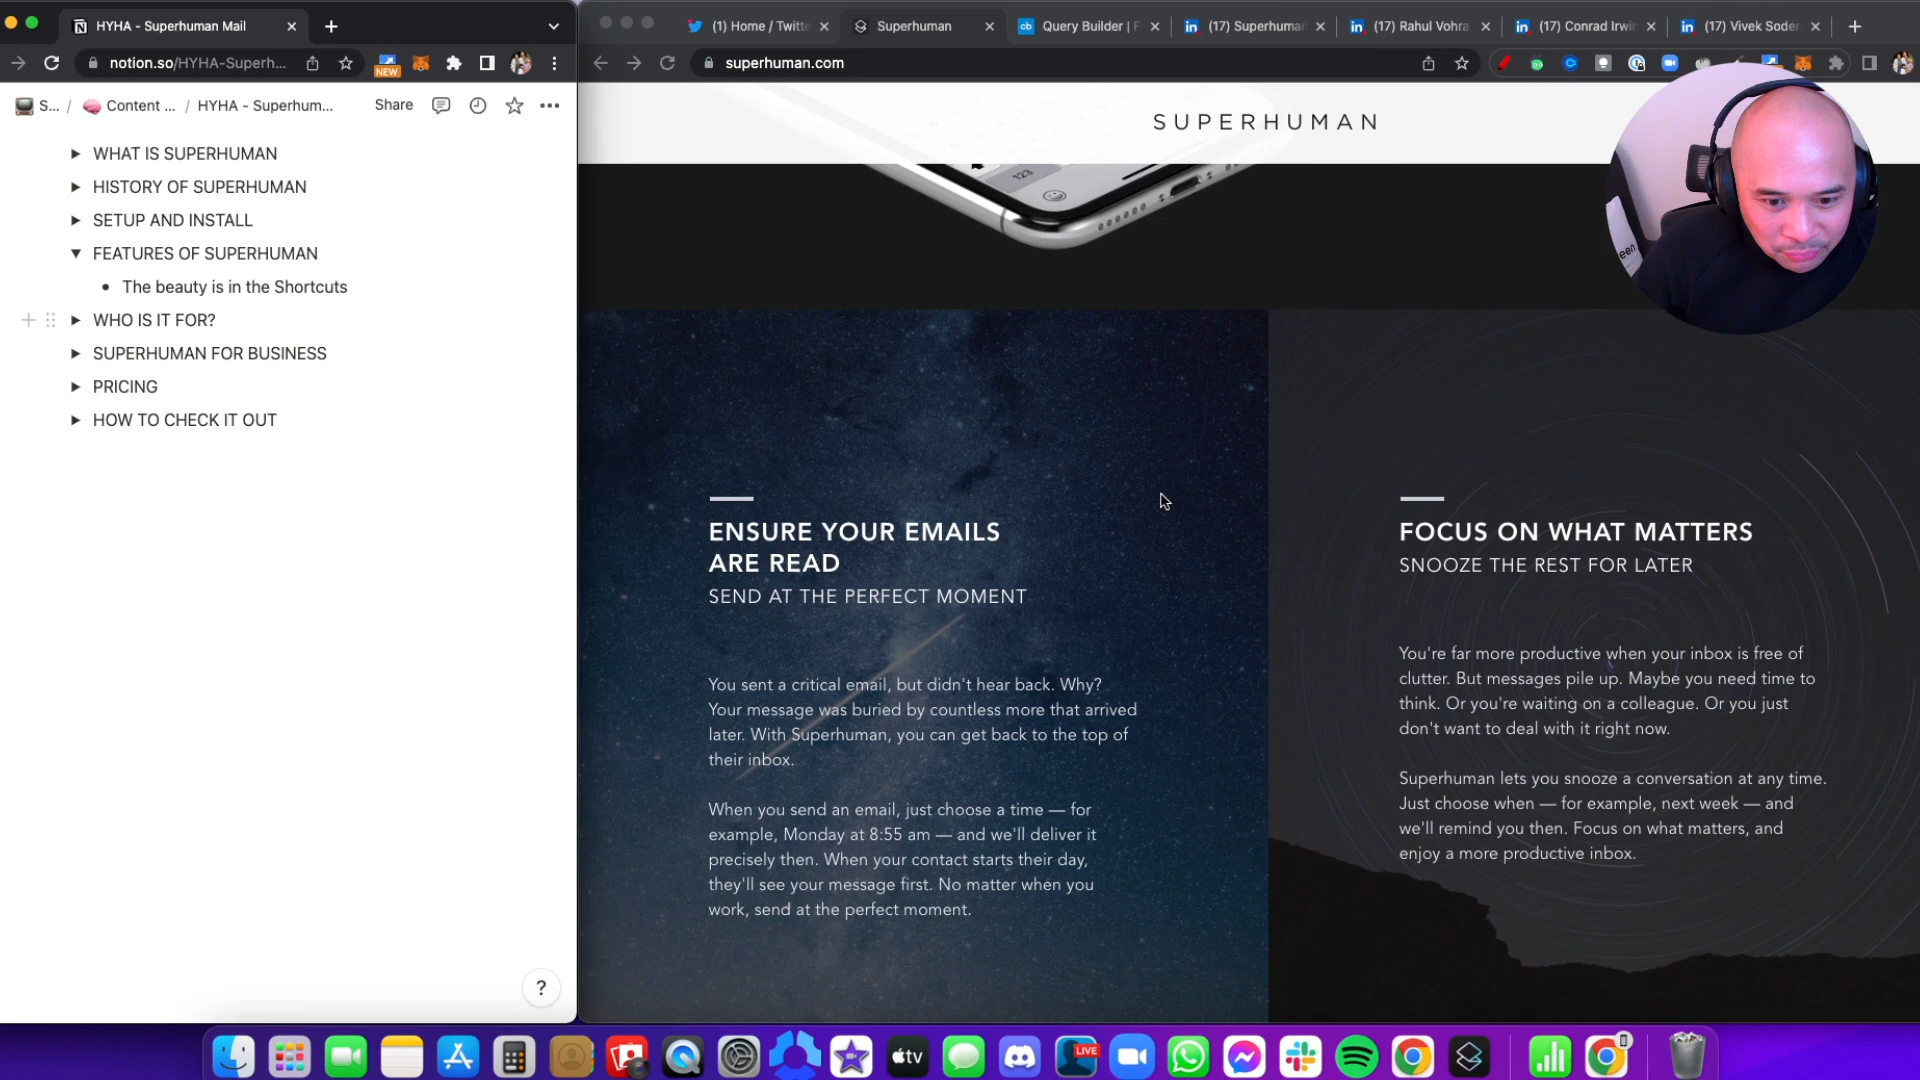 HYHA - Superhuman Mail
(1) Home / Twitte
Superhuman
Query Builder | F
(17) Superhuman
(17) Rahul Vohra
(17) Conrad Irwin
(17) Vivek Soder
notion.so/HYHA-Superh...
NEW
superhuman.com
S... / Content ... / HYHA - Superhum...
Share
WHAT IS SUPERHUMAN
HISTORY OF SUPERHUMAN
SETUP AND INSTALL
FEATURES OF SUPERHUMAN
The beauty is in the Shortcuts
WHO IS IT FOR?
SUPERHUMAN FOR BUSINESS
PRICING
HOW TO CHECK IT OUT
?
SUPERHUMAN
123
ENSURE YOUR EMAILS
ARE READ
SEND AT THE PERFECT MOMENT
You sent a critical email, but didn't hear back. Why?
Your message was buried by countless more that arrived
later. With Superhuman, you can get back to the top of
their inbox.
When you send an email, just choose a time — for
example, Monday at 8:55 am — and we'll deliver it
precisely then. When your contact starts their day,
they'll see your message first. No matter when you
work, send at the perfect moment.
FOCUS ON WHAT MATTERS
SNOOZE THE REST FOR LATER
You're far more productive when your inbox is free of
clutter. But messages pile up. Maybe you need time to
think. Or you're waiting on a colleague. Or you just
don't want to deal with it right now.
Superhuman lets you snooze a conversation at any time.
Just choose when — for example, next week — and
we'll remind you then. Focus on what matters, and
enjoy a more productive inbox.
een
tv
LIVE